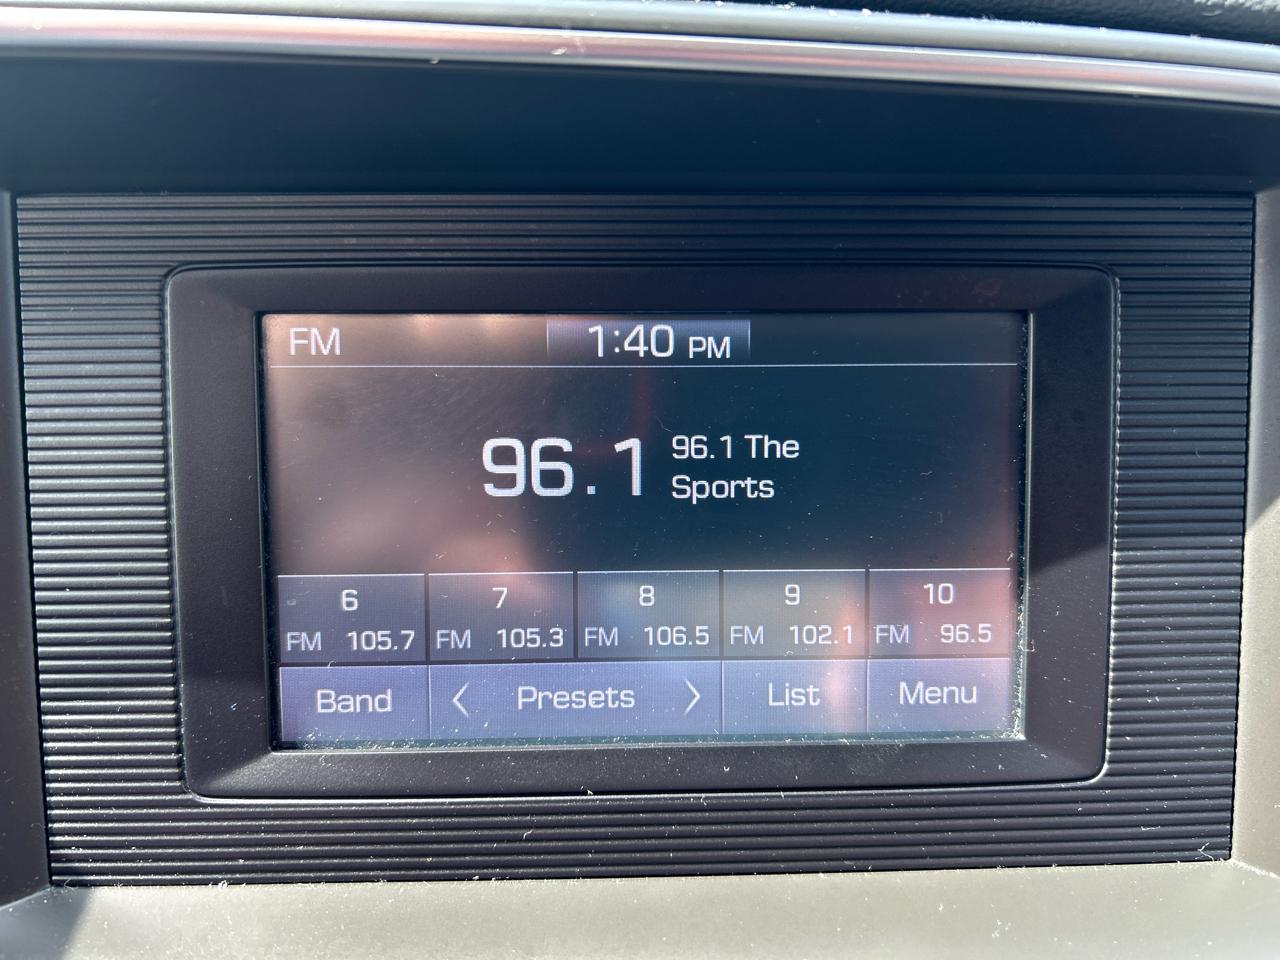 FM 1:40 PM
96.1 96.1 The
Sports
6 7 8 9 10
FM 105.7 FM 105.3 FM 106.5 FM 102.1 FM 96.5
Band < Presets > List Menu